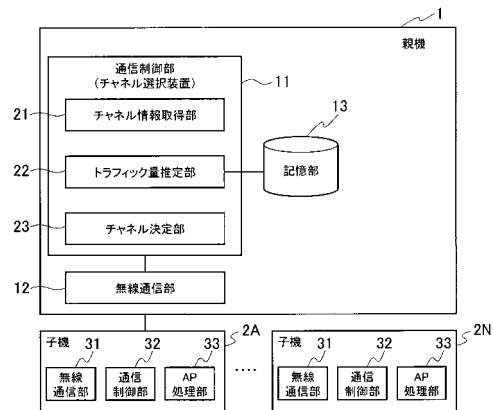 1
親機
通信制御部
(チャネル選択装置)
11
21
チャネル情報取得部
13
22
トラフィック量推定部
記憶部
23
チャネル決定部
12
無線通信部
子機
31
32
33
2A
無線
通信部
通信
制御部
AP
処理部
‥‥
子機
31
32
33
2N
無線
通信部
通信
制御部
AP
処理部